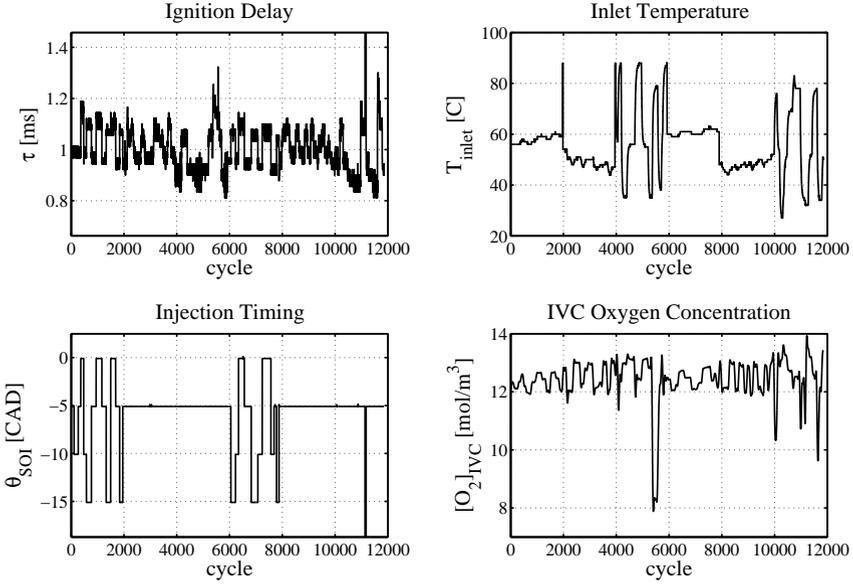 Ignition Delay
1.4
1.2
1
0.8
τ [ms]
0 2000 4000 6000 8000 10000 12000
cycle
Inlet Temperature
100
80
60
40
20
T_inlet [C]
0 2000 4000 6000 8000 10000 12000
cycle
Injection Timing
0
−5
−10
−15
θ_SOI [CAD]
0 2000 4000 6000 8000 10000 12000
cycle
IVC Oxygen Concentration
14
12
10
8
[O_2]_IVC [mol/m^3]
0 2000 4000 6000 8000 10000 12000
cycle